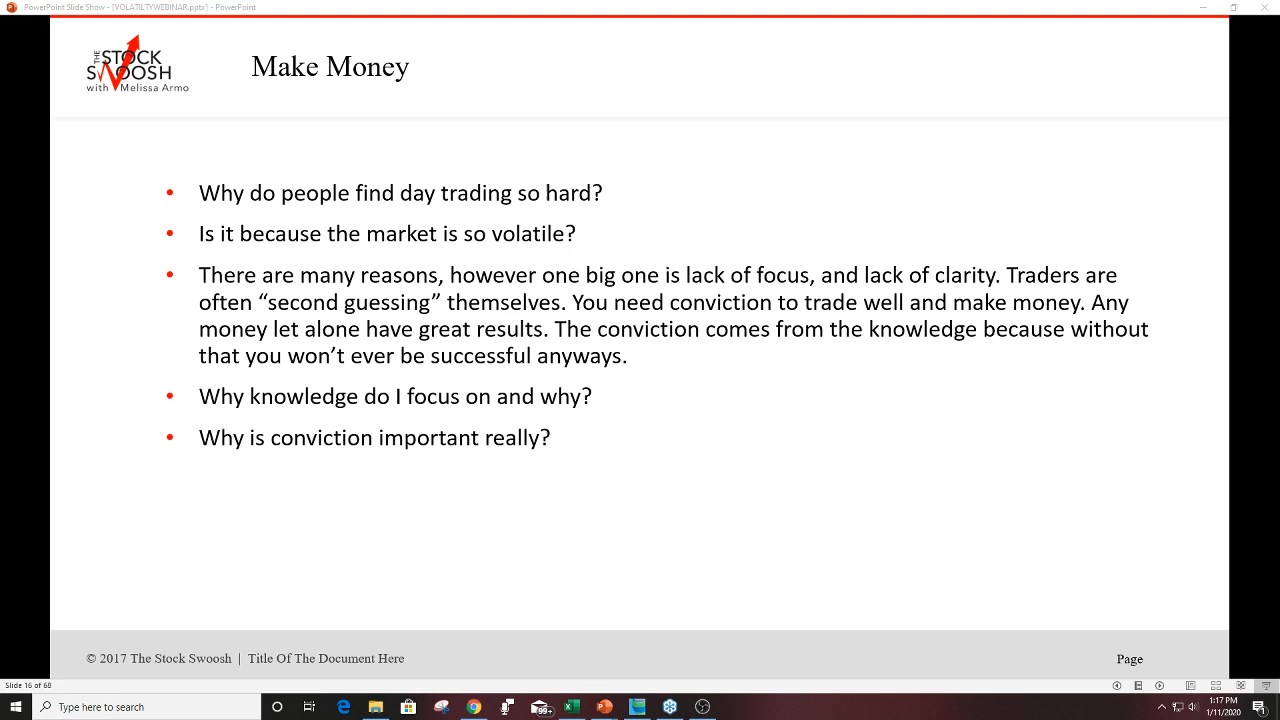 PowerPoint Slide Show - [VOLATILTYWEBINAR.pptx] - PowerPoint
THE STOCK
SWOOSH
with Melissa Armo
Make Money
• Why do people find day trading so hard?
• Is it because the market is so volatile?
• There are many reasons, however one big one is lack of focus, and lack of clarity. Traders are
often “second guessing” themselves. You need conviction to trade well and make money. Any
money let alone have great results. The conviction comes from the knowledge because without
that you won’t ever be successful anyways.
• Why knowledge do I focus on and why?
• Why is conviction important really?
© 2017 The Stock Swoosh | Title Of The Document Here
Page
Slide 16 of 68
Type here to search
99+
1:17 PM
1/11/2020
1